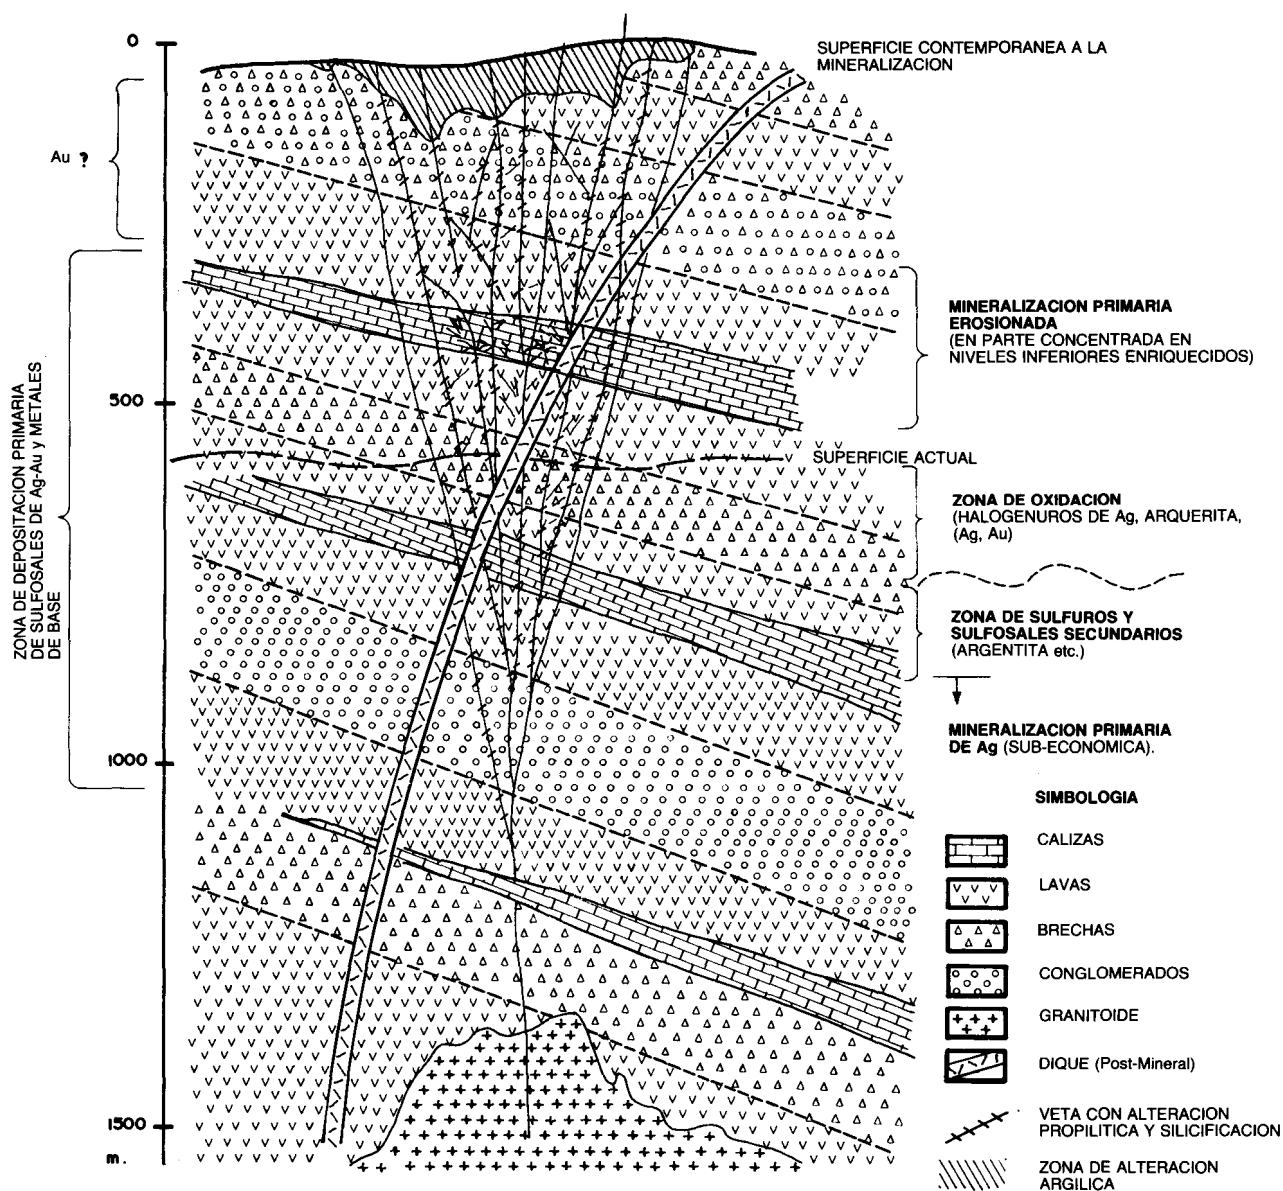 0
SUPERFICIE CONTEMPORANEA A LA
MINERALIZACION
Au ?
MINERALIZACION PRIMARIA
EROSIONADA
(EN PARTE CONCENTRADA EN
NIVELES INFERIORES ENRIQUECIDOS)
500
SUPERFICIE ACTUAL
ZONA DE OXIDACION
(HALOGENUROS DE Ag, ARQUERITA,
(Ag, Au)
ZONA DE DEPOSITACION PRIMARIA
DE SULFOSALES DE Ag-Au y METALES
DE BASE
ZONA DE SULFUROS Y
SULFOSALES SECUNDARIOS
(ARGENTITA etc.)
MINERALIZACION PRIMARIA
DE Ag (SUB-ECONOMICA).
1000
SIMBOLOGIA
CALIZAS
LAVAS
BRECHAS
CONGLOMERADOS
GRANITOIDE
DIQUE (Post-Mineral)
1500
m.
VETA CON ALTERACION
PROPILITICA Y SILICIFICACION
ZONA DE ALTERACION
ARGILICA